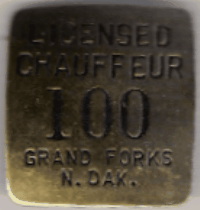 LICENSED
CHAUFFEUR
100
GRAND FORKS
N. DAK.